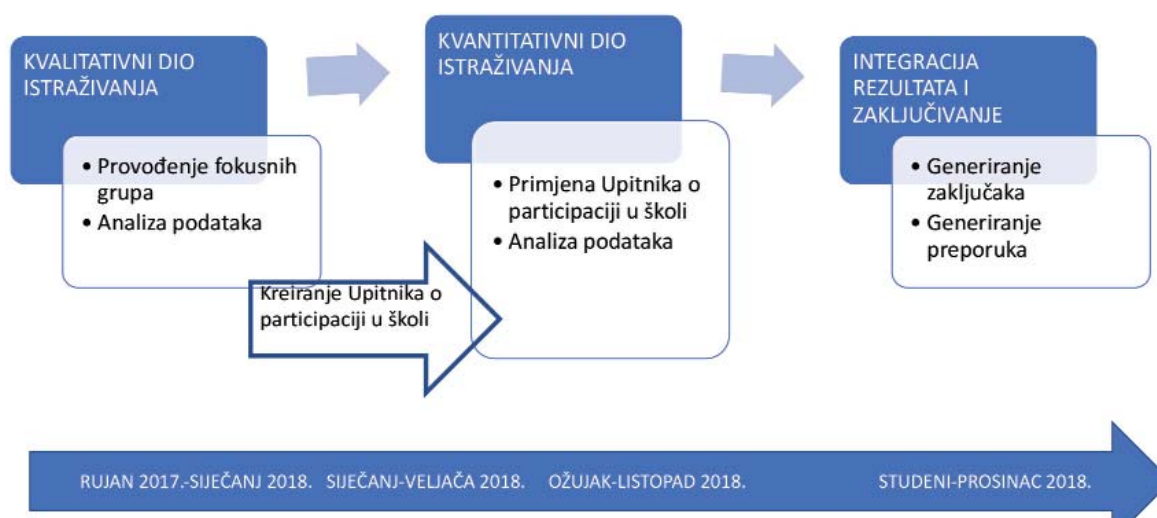 KVALITATIVNI DIO
ISTRAŽIVANJA
• Provođenje fokusnih
grupa
• Analiza podataka
Kreiranje Upitnika o
participaciji u školi
KVANTITATIVNI DIO
ISTRAŽIVANJA
• Primjena Upitnika o
participaciji u školi
• Analiza podataka
INTEGRACIJA
REZULTATA I
ZAKLJUČIVANJE
• Generiranje
zaključaka
• Generiranje
preporuka
RUJAN 2017.-SIJEČANJ 2018. SIJEČANJ-VELJAČA 2018. OŽUJAK-LISTOPAD 2018. STUDENI-PROSINAC 2018.